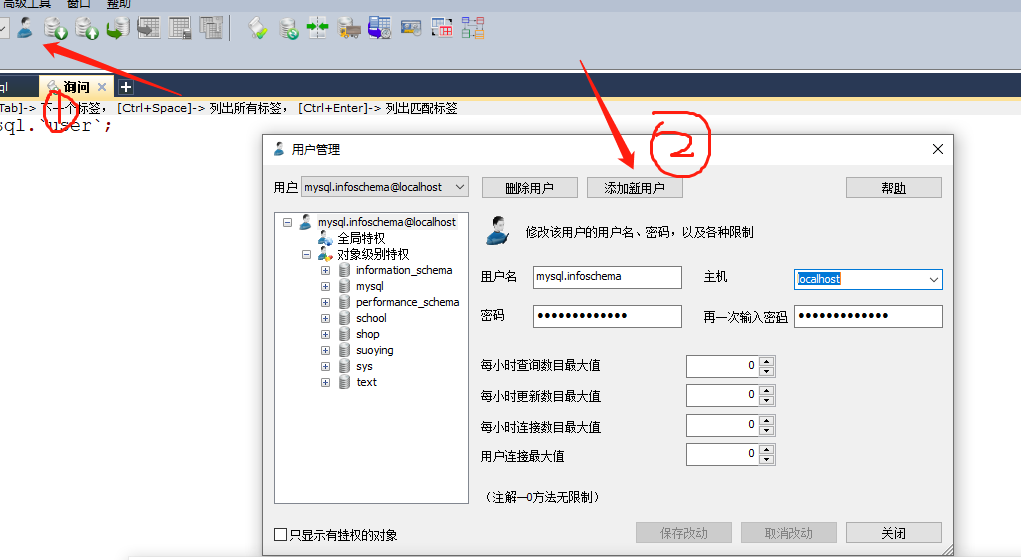 高级工具 窗口 帮助
ql 询问
Tab]-> 下一个标签， [Ctrl+Space]-> 列出所有标签， [Ctrl+Enter]-> 列出匹配标签
1
sql.`user`;
2
用户管理
用户 mysql.infoschema@localhost 删除用户 添加新用户 帮助
mysql.infoschema@localhost
全局特权
对象级别特权
information_schema
mysql
performance_schema
school
shop
suoying
sys
text
修改该用户的用户名、密码，以及各种限制
用户名 mysql.infoschema 主机 localhost
密码 ••••••••••••• 再一次输入密码 •••••••••••••
每小时查询数目最大值 0
每小时更新数目最大值 0
每小时连接数目最大值 0
用户连接最大值 0
（注解—0方法无限制）
只显示有持权的对象
保存改动 取消改动 关闭